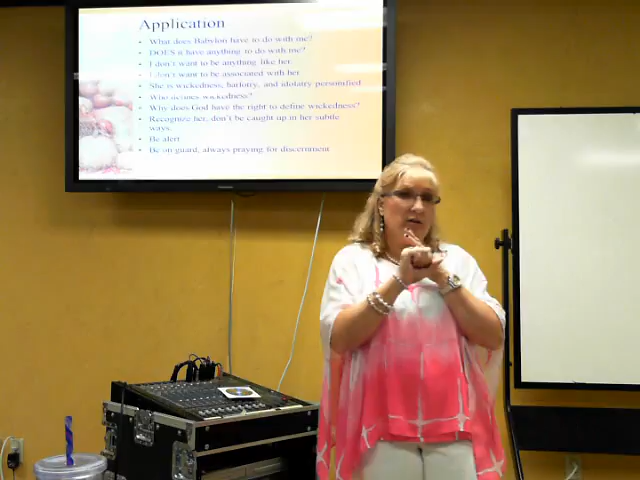 Application
What does Babylon have to do with me?
DOES it have anything to do with me?
I don't want to be anything like her.
I don't want to be associated with her
She is wickedness, harlotry, and idolatry personified
Who defines wickedness?
Why does God have the right to define wickedness?
Recognize her, don't be caught up in her subtle
ways.
Be alert
Be on guard, always praying for discernment